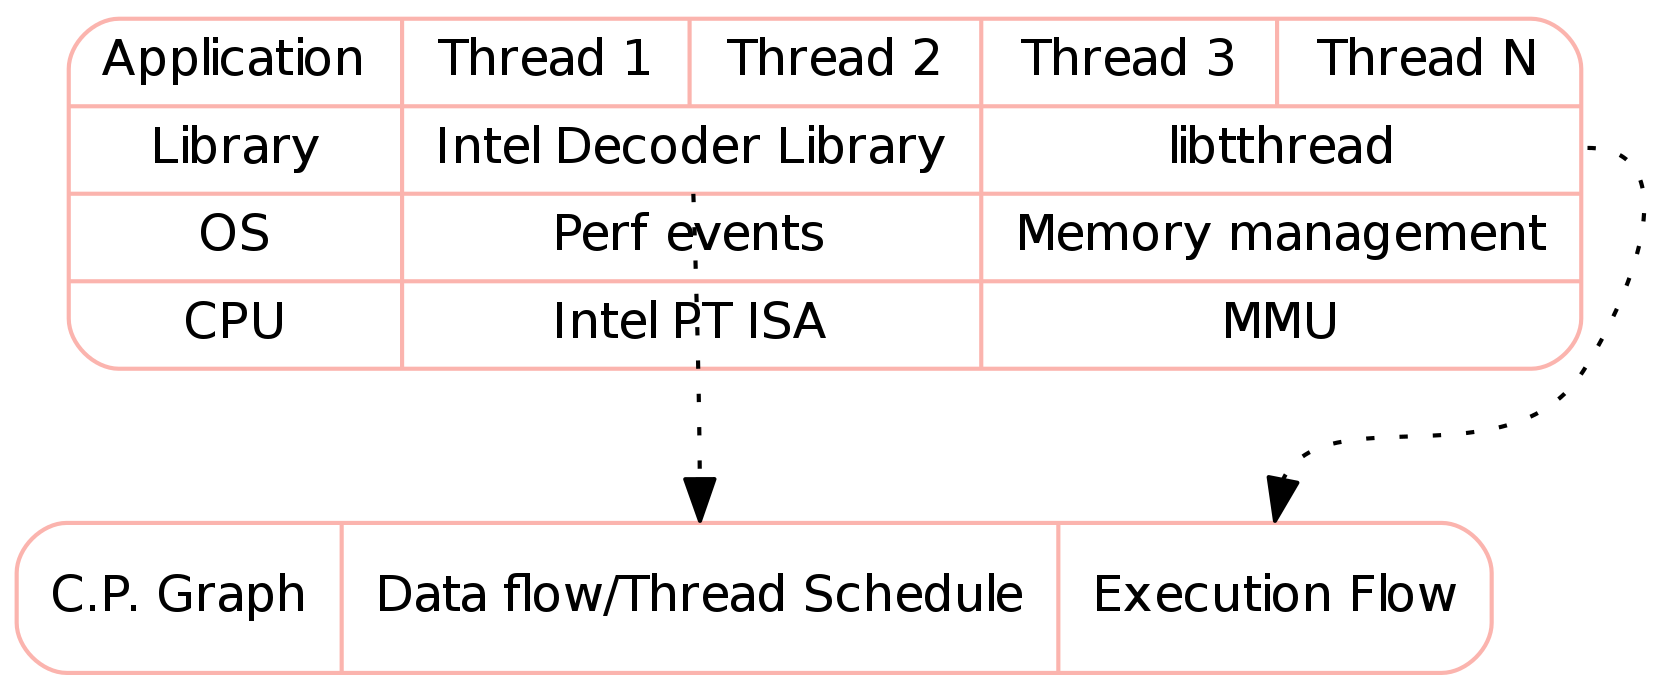 Application Thread 1 Thread 2 Thread 3 Thread N
Library Intel Decoder Library libtthread
OS Perf events Memory management
CPU Intel PT ISA MMU
C.P. Graph Data flow/Thread Schedule Execution Flow